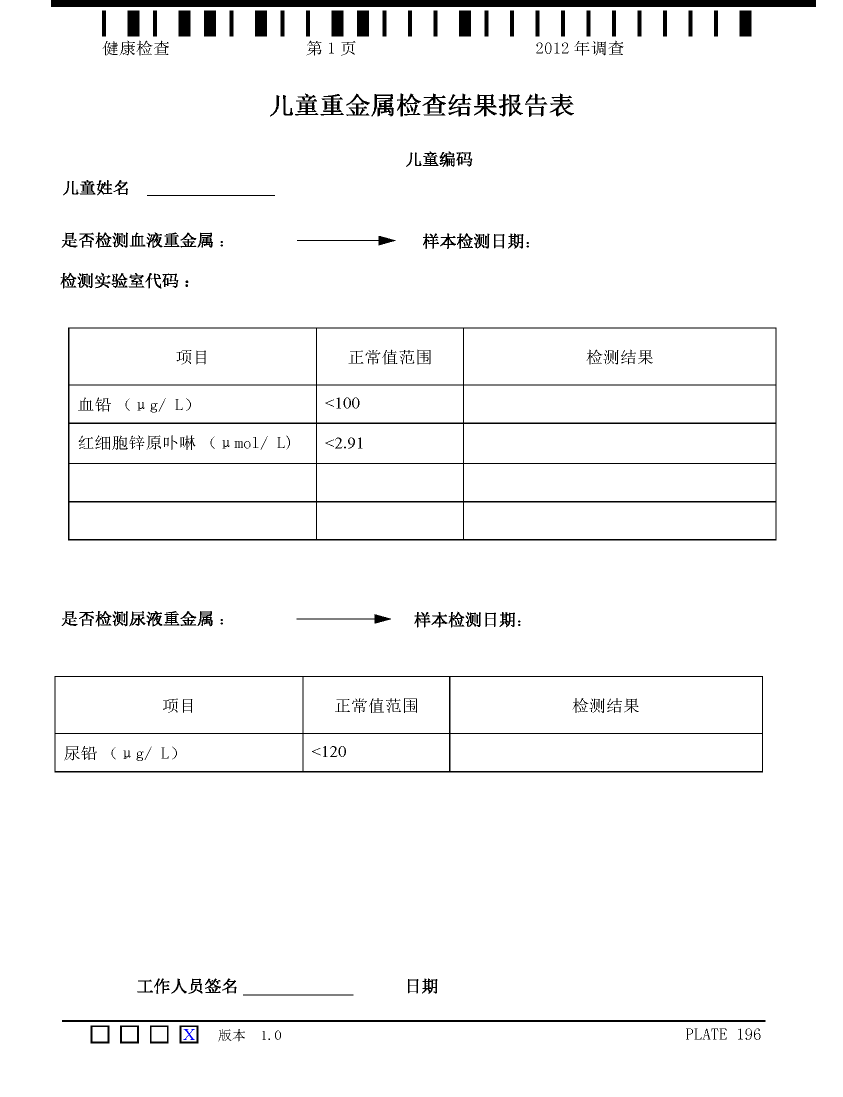 健康检查 第 1 页 2012 年调查
儿童重金属检查结果报告表
儿童编码
儿童姓名
是否检测血液重金属： 样本检测日期：
检测实验室代码：
项目 正常值范围 检测结果
血铅（μg/ L） <100
红细胞锌原卟啉（μmol/ L） <2.91
是否检测尿液重金属： 样本检测日期：
项目 正常值范围 检测结果
尿铅（μg/ L） <120
工作人员签名 日期
X 版本 1.0 PLATE 196